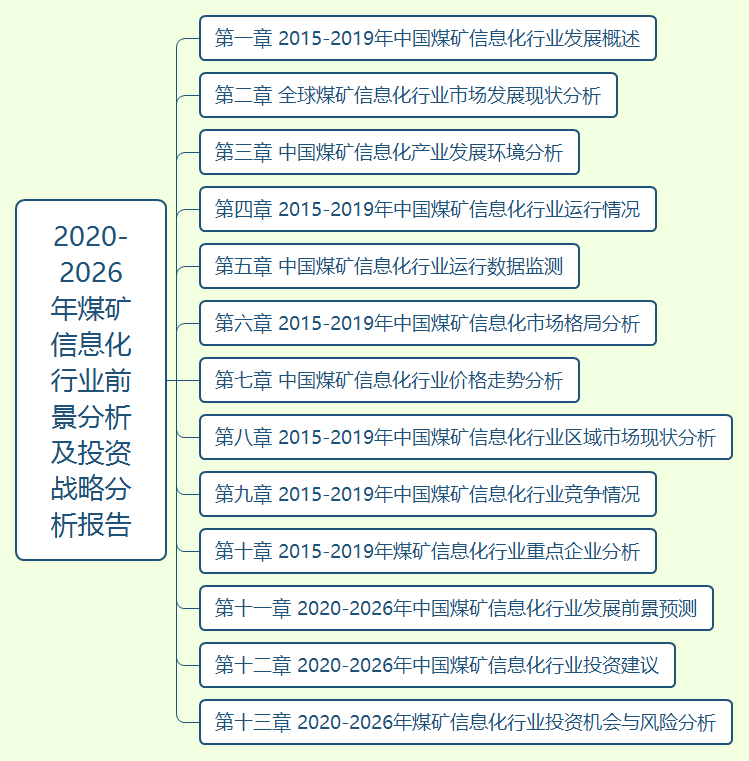 2020-
2026
年煤矿
信息化
行业前
景分析
及投资
战略分
析报告
第一章 2015-2019年中国煤矿信息化行业发展概述
第二章 全球煤矿信息化行业市场发展现状分析
第三章 中国煤矿信息化产业发展环境分析
第四章 2015-2019年中国煤矿信息化行业运行情况
第五章 中国煤矿信息化行业运行数据监测
第六章 2015-2019年中国煤矿信息化市场格局分析
第七章 中国煤矿信息化行业价格走势分析
第八章 2015-2019年中国煤矿信息化行业区域市场现状分析
第九章 2015-2019年中国煤矿信息化行业竞争情况
第十章 2015-2019年煤矿信息化行业重点企业分析
第十一章 2020-2026年中国煤矿信息化行业发展前景预测
第十二章 2020-2026年中国煤矿信息化行业投资建议
第十三章 2020-2026年煤矿信息化行业投资机会与风险分析